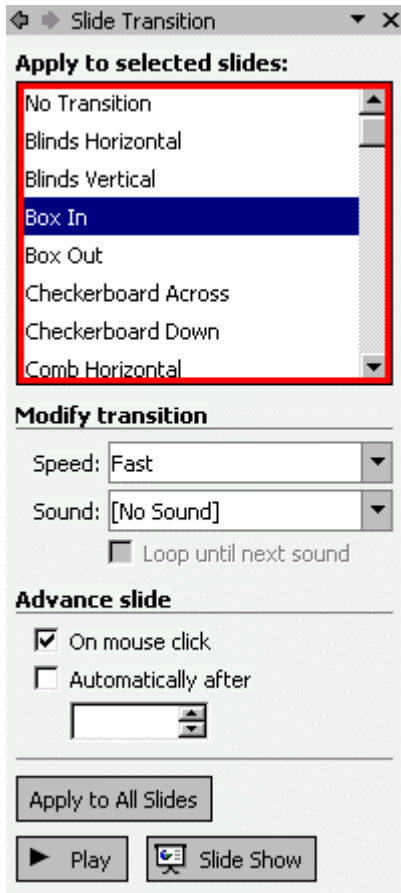 Slide Transition
Apply to selected slides:
No Transition
Blinds Horizontal
Blinds Vertical
Box In
Box Out
Checkerboard Across
Checkerboard Down
Comb Horizontal
Modify transition
Speed: Fast
Sound: [No Sound]
Loop until next sound
Advance slide
On mouse click
Automatically after
Apply to All Slides
Play Slide Show